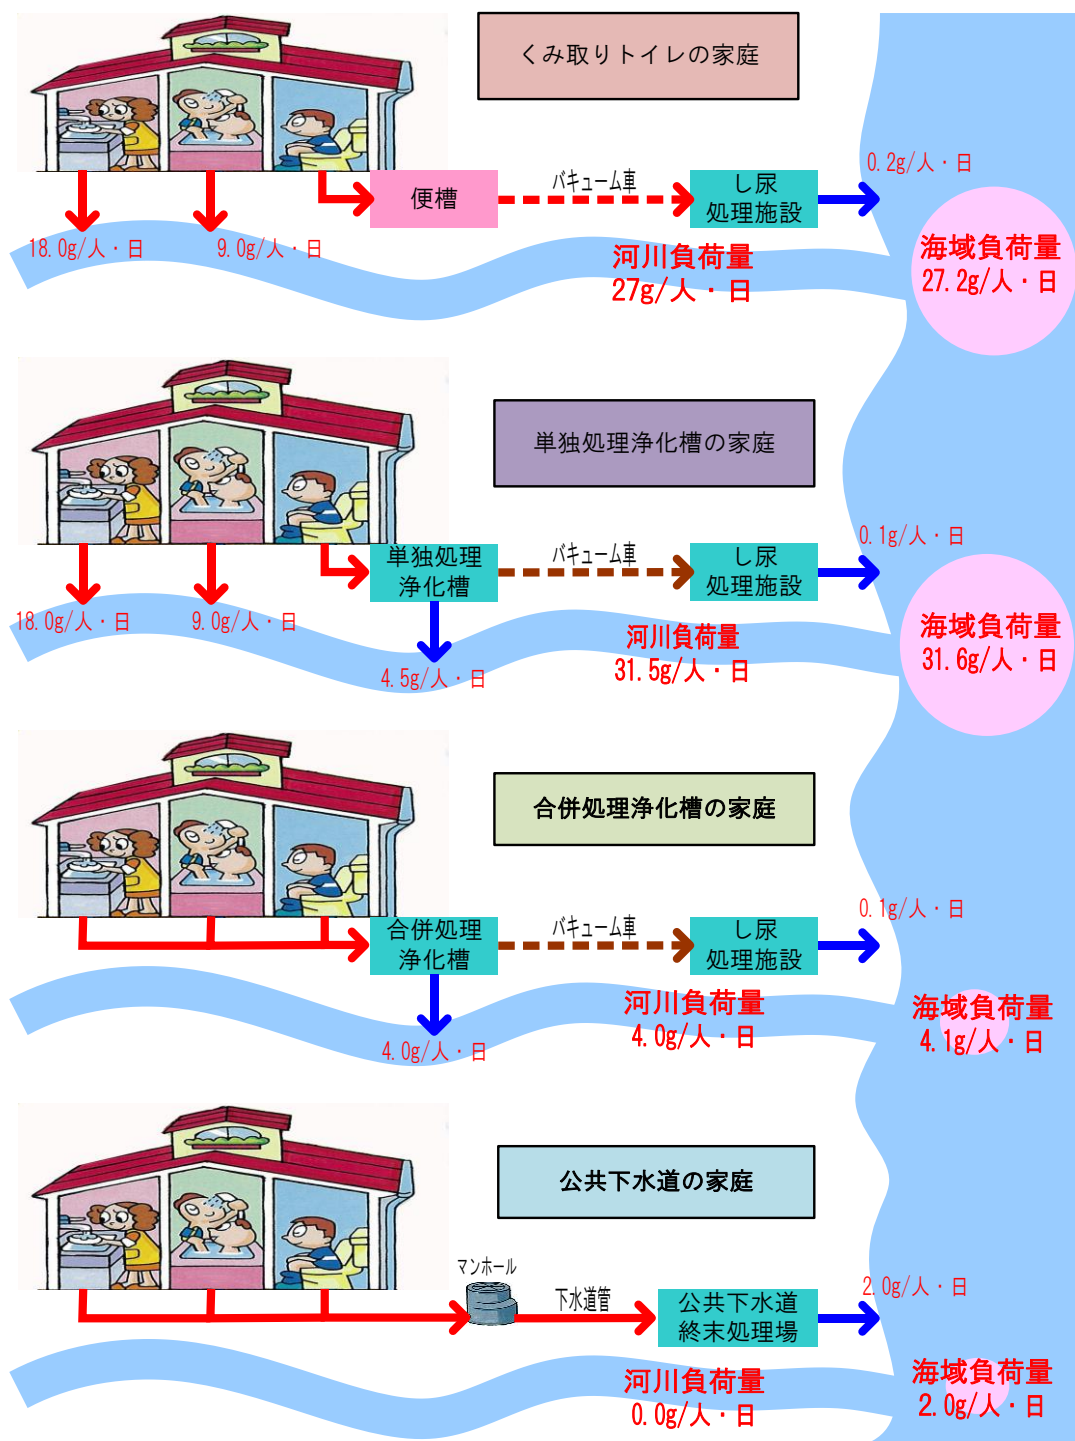 くみ取りトイレの家庭
0.2g/人・日
便槽
バキューム車
し尿
処理施設
18.0g/人・日
9.0g/人・日
河川負荷量
27g/人・日
海域負荷量
27.2g/人・日
単独処理浄化槽の家庭
0.1g/人・日
単独処理
浄化槽
バキューム車
し尿
処理施設
18.0g/人・日
9.0g/人・日
4.5g/人・日
河川負荷量
31.5g/人・日
海域負荷量
31.6g/人・日
合併処理浄化槽の家庭
0.1g/人・日
合併処理
浄化槽
バキューム車
し尿
処理施設
4.0g/人・日
河川負荷量
4.0g/人・日
海域負荷量
4.1g/人・日
公共下水道の家庭
マンホール
下水道管
公共下水道
終末処理場
2.0g/人・日
河川負荷量
0.0g/人・日
海域負荷量
2.0g/人・日